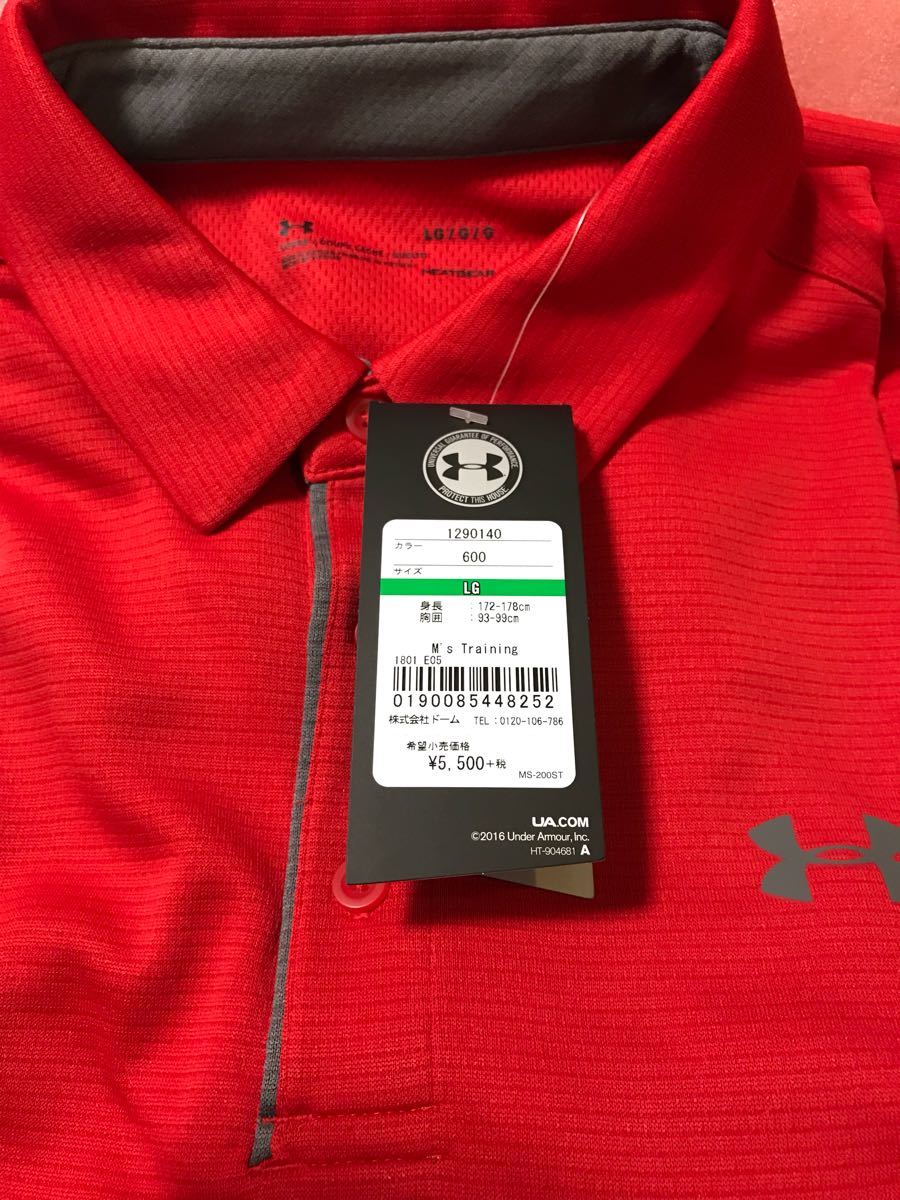 LG/G/G
HEATGEAR
UNIVERSAL GUARANTEE OF PERFORMANCE
PROTECT THIS HOUSE
1290140
カラー
600
サイズ
LG
身長 : 172-178cm
胸囲 : 93-99cm
M's Training
1801 E05
0190085448252
株式会社ドーム TEL : 0120-106-786
希望小売価格
¥5,500+税
MS-200ST
UA.COM
©2016 Under Armour, Inc.
HT-904681 A